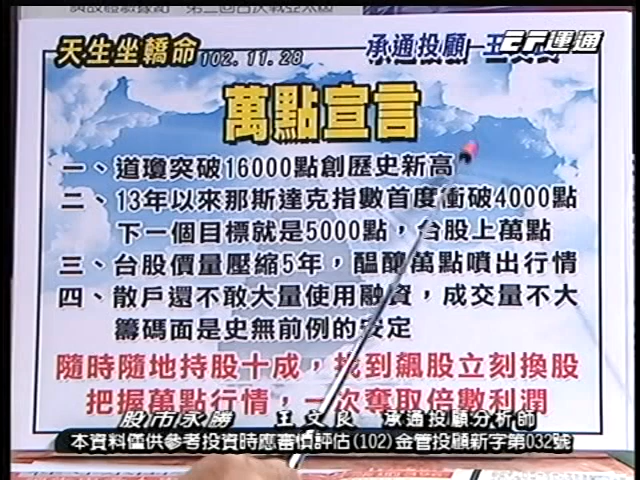 天生坐轎命 102.11.28 承通投顧 王
運通
萬點宣言
一、道瓊突破16000點創歷史新高
二、13年以來那斯達克指數首度衝破4000點
下一個目標就是5000點，台股上萬點
三、台股價量壓縮5年，醞釀萬點噴出行情
四、散戶還不敢大量使用融資，成交量不大
籌碼面是史無前例的安定
隨時隨地持股十成，找到飆股立刻換股
把握萬點行情，一次奪取倍數利潤
股市永勝 王文良 承通投顧分析師
本資料僅供參考投資時應審慎評估(102)金管投顧新字第032號